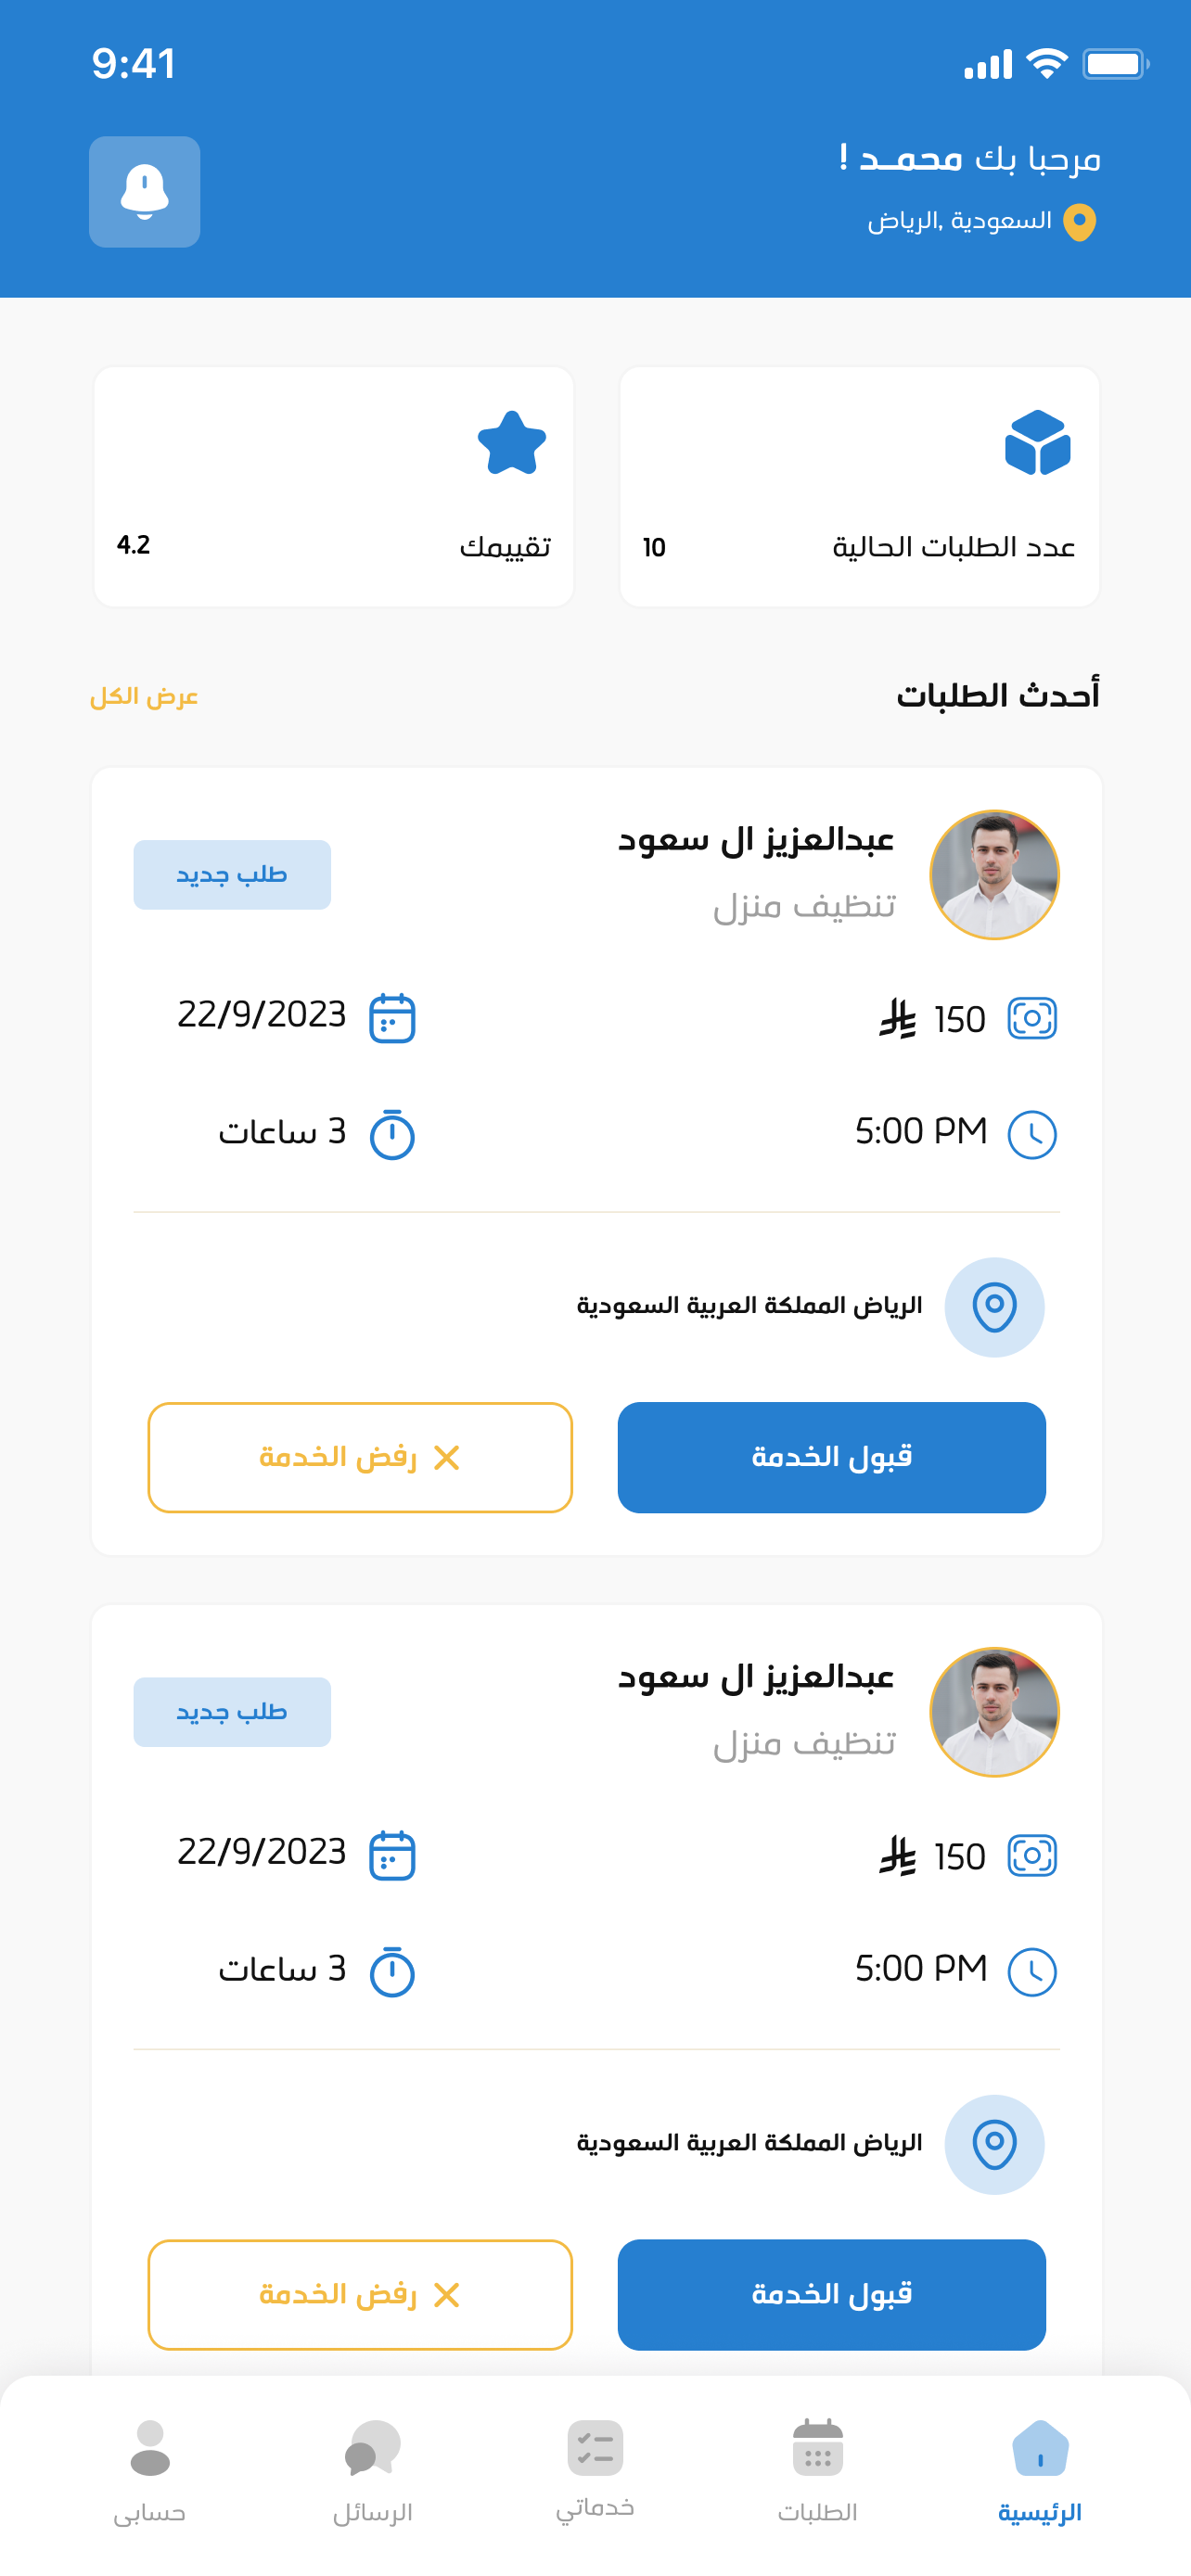 9:41
مرحبا بك محمـد !
السعودية ,الرياض
عدد الطلبات الحالية 10
تقييمك 4.2
أحدث الطلبات
عرض الكل
عبدالعزيز ال سعود
تنظيف منزل
طلب جديد
150
22/9/2023
5:00 PM
3 ساعات
الرياض المملكة العربية السعودية
قبول الخدمة
رفض الخدمة
عبدالعزيز ال سعود
تنظيف منزل
طلب جديد
150
22/9/2023
5:00 PM
3 ساعات
الرياض المملكة العربية السعودية
قبول الخدمة
رفض الخدمة
الرئيسية
الطلبات
خدماتي
الرسائل
حسابى